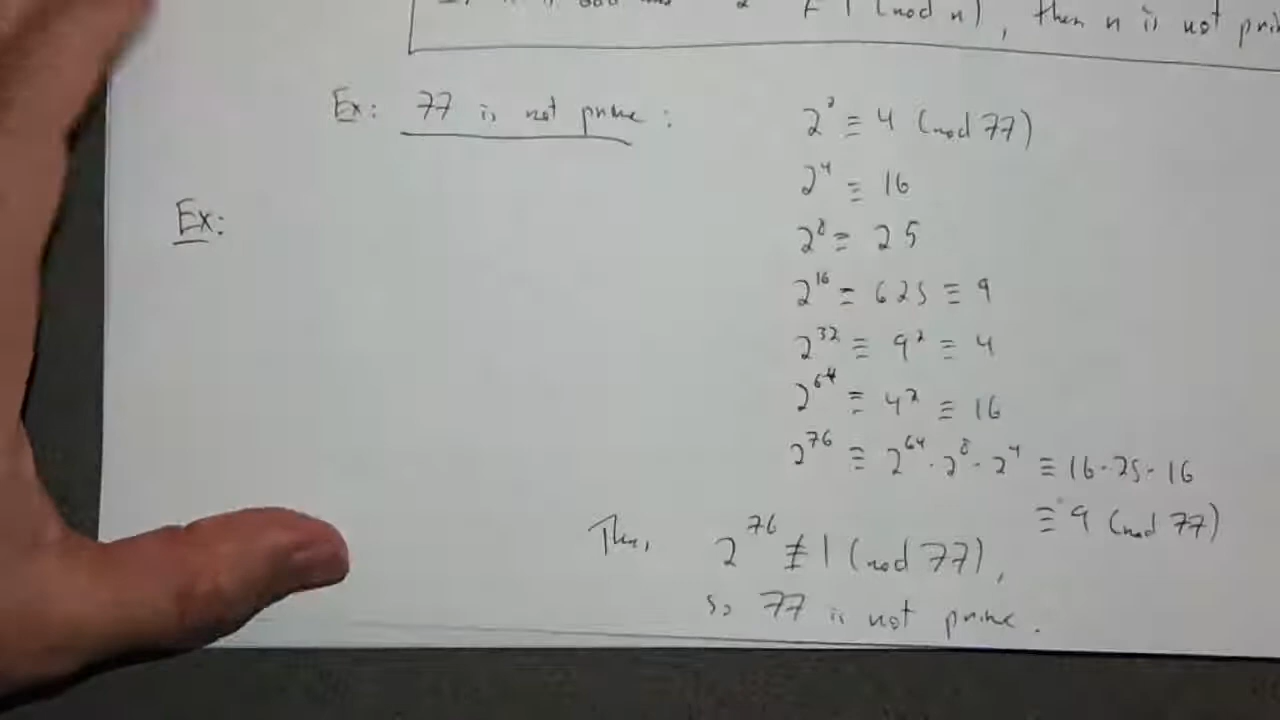 (mod n), then n is not
Ex: 77 is not prime:
2² ≡ 4 (mod 77)
2⁴ ≡ 16
2⁸ ≡ 25
2¹⁶ ≡ 625 ≡ 9
2³² ≡ 9² ≡ 4
2⁶⁴ ≡ 4² ≡ 16
2⁷⁶ ≡ 2⁶⁴ · 2⁸ · 2⁴ ≡ 16 · 25 · 16
≡ 9 (mod 77)
Thus, 2⁷⁶ ≢ 1 (mod 77),
so 77 is not prime.
Ex: